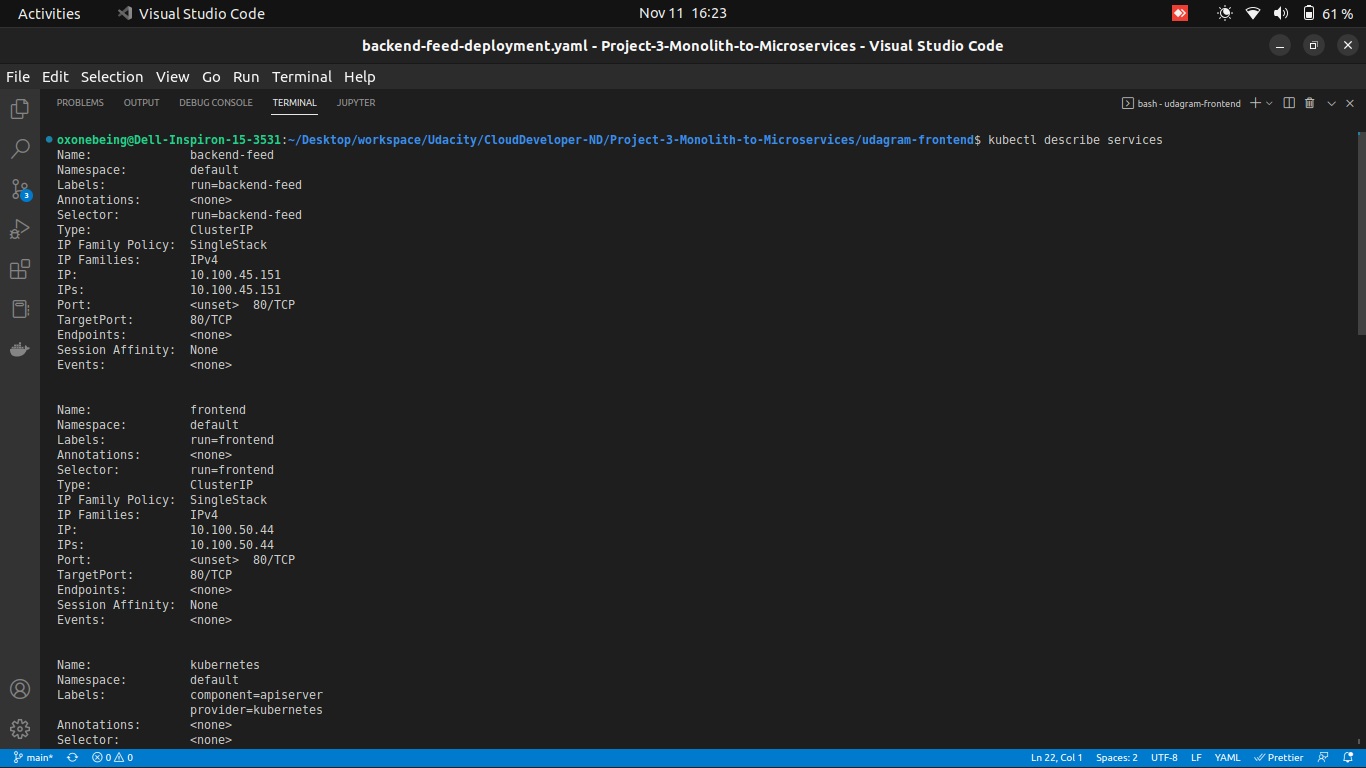 Activities Visual Studio Code Nov 11 16:23 61 %
backend-feed-deployment.yaml - Project-3-Monolith-to-Microservices - Visual Studio Code
File Edit Selection View Go Run Terminal Help
PROBLEMS OUTPUT DEBUG CONSOLE TERMINAL JUPYTER bash - udagram-frontend
oxonebeing@Dell-Inspiron-15-3531:~/Desktop/workspace/Udacity/CloudDeveloper-ND/Project-3-Monolith-to-Microservices/udagram-frontend$ kubectl describe services
Name: backend-feed
Namespace: default
Labels: run=backend-feed
Annotations: <none>
Selector: run=backend-feed
Type: ClusterIP
IP Family Policy: SingleStack
IP Families: IPv4
IP: 10.100.45.151
IPs: 10.100.45.151
Port: <unset> 80/TCP
TargetPort: 80/TCP
Endpoints: <none>
Session Affinity: None
Events: <none>
Name: frontend
Namespace: default
Labels: run=frontend
Annotations: <none>
Selector: run=frontend
Type: ClusterIP
IP Family Policy: SingleStack
IP Families: IPv4
IP: 10.100.50.44
IPs: 10.100.50.44
Port: <unset> 80/TCP
TargetPort: 80/TCP
Endpoints: <none>
Session Affinity: None
Events: <none>
Name: kubernetes
Namespace: default
Labels: component=apiserver
provider=kubernetes
Annotations: <none>
Selector: <none>
3
main* 0 0 Ln 22, Col 1 Spaces: 2 UTF-8 LF YAML Prettier